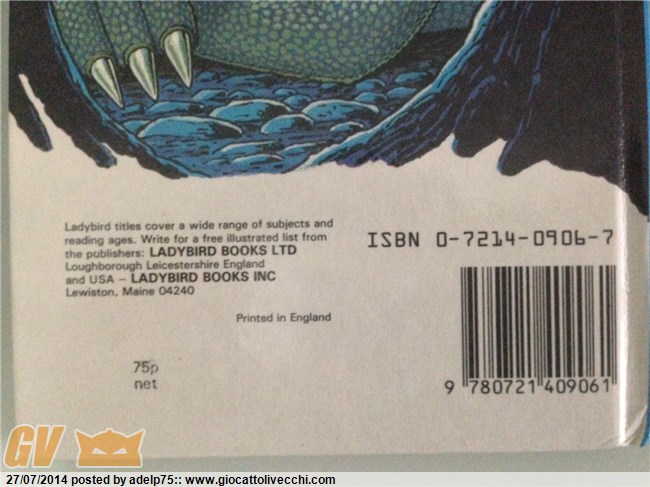 Ladybird titles cover a wide range of subjects and
reading ages. Write for a free illustrated list from
the publishers: LADYBIRD BOOKS LTD
Loughborough Leicestershire England
and USA – LADYBIRD BOOKS INC
Lewiston, Maine 04240
Printed in England
75p
net
ISBN 0-7214-0906-7
9 780721 409061
GV
27/07/2014 posted by adelp75:: www.giocattolivecchi.com